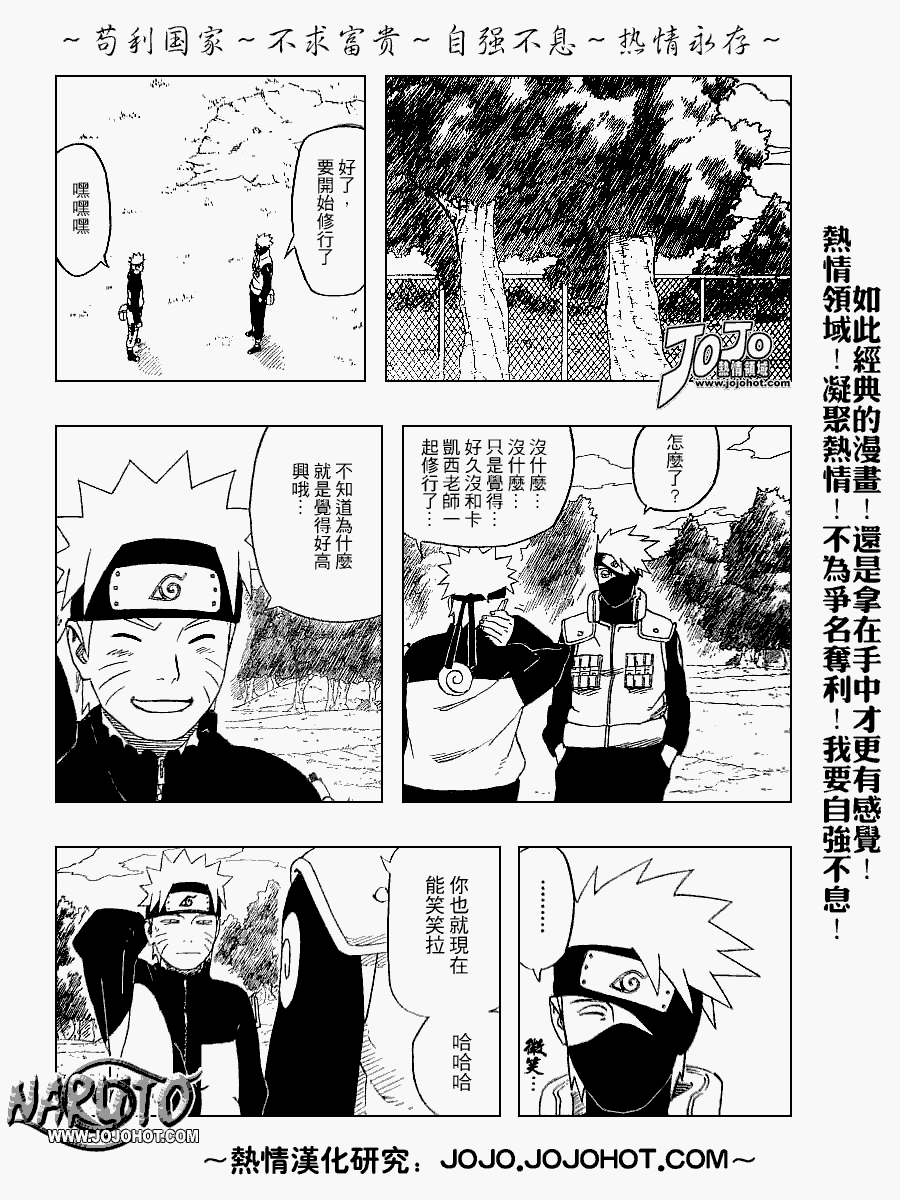 ～苟利国家～不求富贵～自强不息～热情永存～
好了，
要開始修行了
嘿嘿嘿
JOJO
熱情領域
www.jojohot.com
怎麼了？
沒什麼…
沒什麼…
只是覺得…
好久沒和卡
凱西老師一
起修行了…
不知道為什麼
就是覺得好高
興哦…
………
微笑…
你也就現在
能笑笑拉
哈哈哈
如此經典的漫畫！還是拿在手中才更有感覺！
熱情領域！凝聚熱情！不為爭名奪利！我要自強不息！
NARUTO
WWW.JOJOHOT.COM
～熱情漢化研究：JOJO.JOJOHOT.COM～